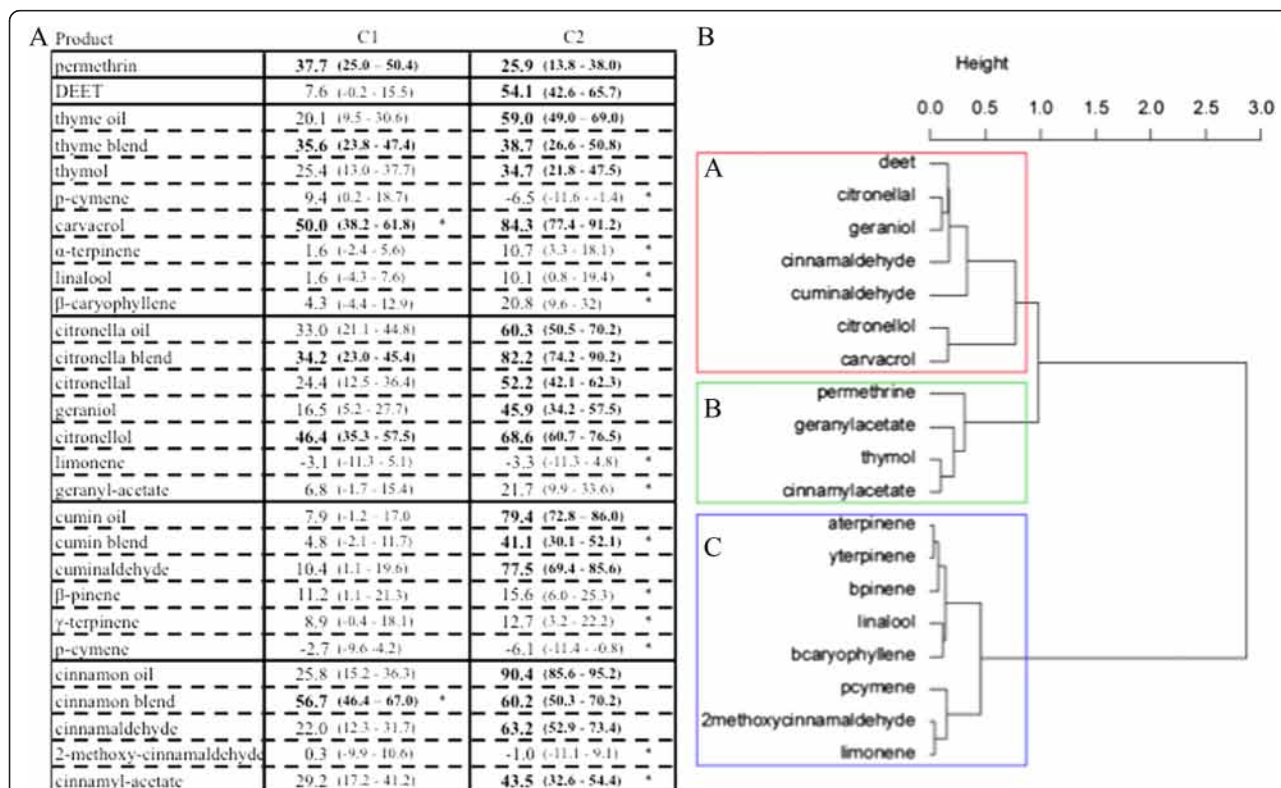 A
Product C1 C2
permethrin 37.7 (25.0 – 50.4) 25.9 (13.8 - 38.0)
DEET 7.6 (-0.2 - 15.5) 54.1 (42.6 - 65.7)
thyme oil 20.1 (9.5 - 30.6) 59.0 (49.0 – 69.0)
thyme blend 35.6 (23.8 - 47.4) 38.7 (26.6 - 50.8)
thymol 25.4 (13.0 - 37.7) 34.7 (21.8 - 47.5)
p-cymene 9.4 (0.2 - 18.7) -6.5 (-11.6 - -1.4) *
carvacrol 50.0 (38.2 - 61.8) * 84.3 (77.4 - 91.2)
α-terpinene 1.6 (-2.4 - 5.6) 10.7 (3.3 - 18.1) *
linalool 1.6 (-4.3 - 7.6) 10.1 (0.8 - 19.4) *
β-caryophyllene 4.3 (-4.4 - 12.9) 20.8 (9.6 - 32) *
citronella oil 33.0 (21.1 - 44.8) 60.3 (50.5 - 70.2)
citronella blend 34.2 (23.0 - 45.4) 82.2 (74.2 - 90.2)
citronellal 24.4 (12.5 - 36.4) 52.2 (42.1 - 62.3)
geraniol 16.5 (5.2 - 27.7) 45.9 (34.2 - 57.5)
citronellol 46.4 (35.3 - 57.5) 68.6 (60.7 - 76.5)
limonene -3.1 (-11.3 - 5.1) -3.3 (-11.3 - 4.8) *
geranyl-acetate 6.8 (-1.7 - 15.4) 21.7 (9.9 - 33.6) *
cumin oil 7.9 (-1.2 - 17.0 79.4 (72.8 – 86.0)
cumin blend 4.8 (-2.1 - 11.7) 41.1 (30.1 - 52.1) *
cuminaldehyde 10.4 (1.1 - 19.6) 77.5 (69.4 - 85.6)
β-pinene 11.2 (1.1 - 21.3) 15.6 (6.0 - 25.3) *
γ-terpinene 8.9 (-0.4 - 18.1) 12.7 (3.2 - 22.2) *
p-cymene -2.7 (-9.6 -4.2) -6.1 (-11.4 - -0.8) *
cinnamon oil 25.8 (15.2 - 36.3) 90.4 (85.6 - 95.2)
cinnamon blend 56.7 (46.4 – 67.0) * 60.2 (50.3 - 70.2)
cinnamaldehyde 22.0 (12.3 - 31.7) 63.2 (52.9 - 73.4)
2-methoxy-cinnamaldehyde 0.3 (-9.9 - 10.6) -1.0 (-11.1 - 9.1) *
cinnamyl-acetate 29.2 (17.2 - 41.2) 43.5 (32.6 - 54.4) *
B
Height
0.0 0.5 1.0 1.5 2.0 2.5 3.0
A
deet
citronellal
geraniol
cinnamaldehyde
cuminaldehyde
citronellol
carvacrol
B
permethrine
geranylacetate
thymol
cinnamylacetate
C
aterpinene
yterpinene
bpinene
linalool
bcaryophyllene
pcymene
2methoxycinnamaldehyde
limonene